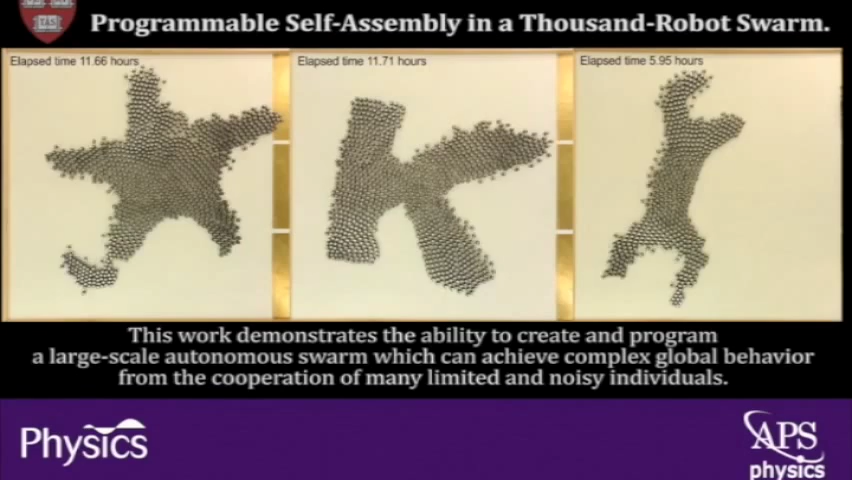 Programmable Self-Assembly in a Thousand-Robot Swarm.
Elapsed time 11.66 hours
Elapsed time 11.71 hours
Elapsed time 5.95 hours
This work demonstrates the ability to create and program
a large-scale autonomous swarm which can achieve complex global behavior
from the cooperation of many limited and noisy individuals.
Physics
APS
physics